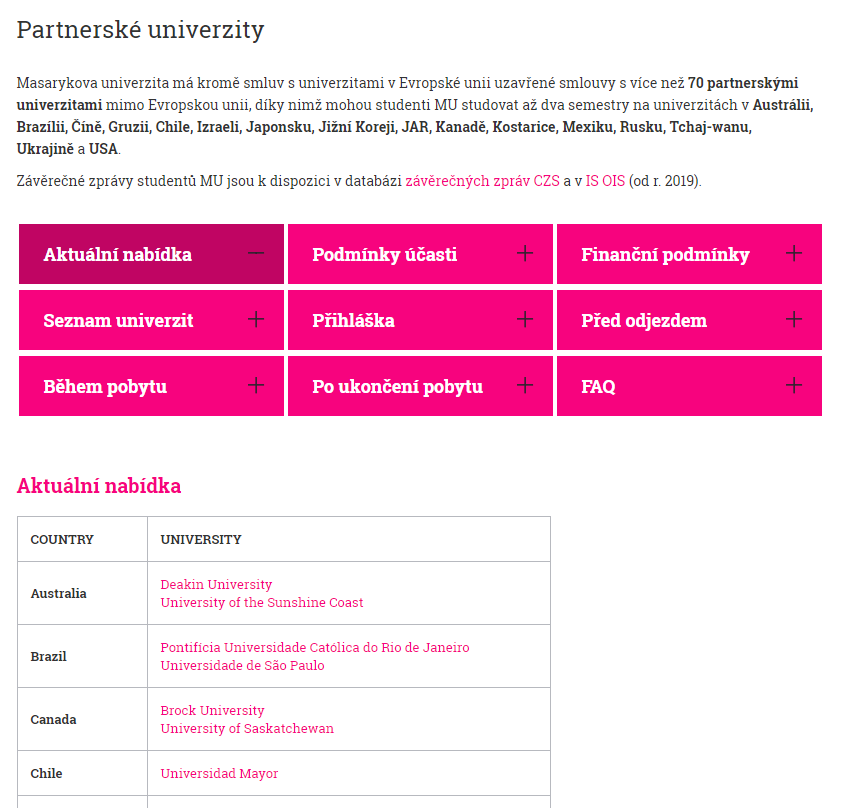 Partnerské univerzity
Masarykova univerzita má kromě smluv s univerzitami v Evropské unii uzavřené smlouvy s více než 70 partnerskými
univerzitami mimo Evropskou unii, díky nimž mohou studenti MU studovat až dva semestry na univerzitách v Austrálii,
Brazílii, Číně, Gruzii, Chile, Izraeli, Japonsku, Jižní Koreji, JAR, Kanadě, Kostarice, Mexiku, Rusku, Tchaj-wanu,
Ukrajině a USA.
Závěrečné zprávy studentů MU jsou k dispozici v databázi závěrečných zpráv CZS a v IS OIS (od r. 2019).
Aktuální nabídka
Podmínky účasti
Finanční podmínky
Seznam univerzit
Přihláška
Před odjezdem
Během pobytu
Po ukončení pobytu
FAQ
Aktuální nabídka
COUNTRY UNIVERSITY
Australia
Deakin University
University of the Sunshine Coast
Brazil
Pontifícia Universidade Católica do Rio de Janeiro
Universidade de São Paulo
Canada
Brock University
University of Saskatchewan
Chile
Universidad Mayor